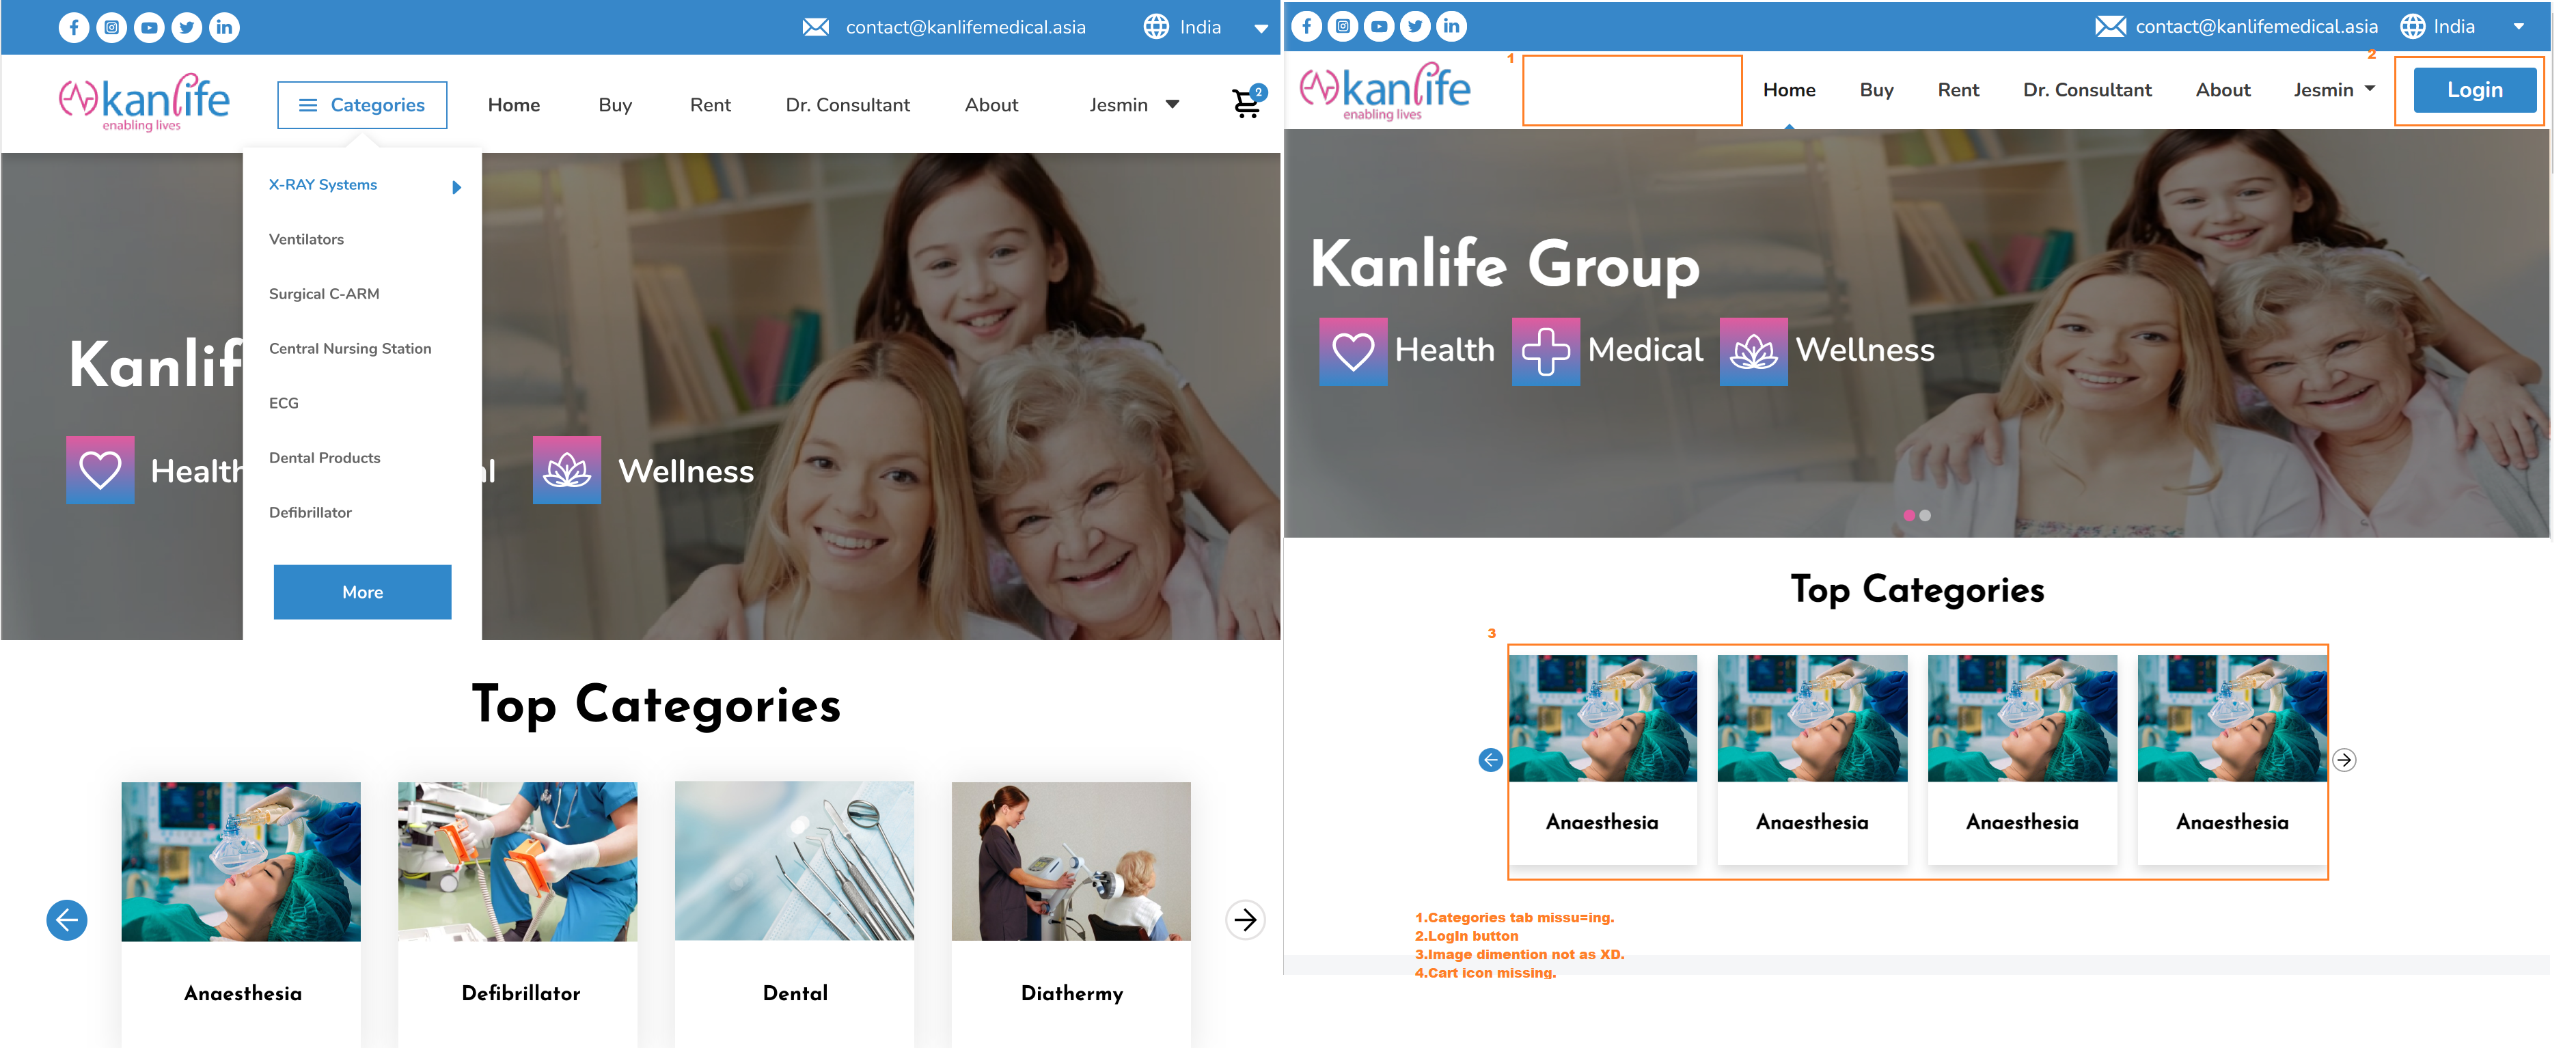 contact@kanlifemedical.asia India
kanlife
enabling lives
Categories Home Buy Rent Dr. Consultant About Jesmin 2
X-RAY Systems
Ventilators
Surgical C-ARM
Central Nursing Station
ECG
Dental Products
Defibrillator
More
Kanlif
Health al Wellness
Top Categories
Anaesthesia Defibrillator Dental Diathermy
contact@kanlifemedical.asia India
1 2
kanlife
enabling lives
Home Buy Rent Dr. Consultant About Jesmin Login
Kanlife Group
Health Medical Wellness
Top Categories
3
Anaesthesia Anaesthesia Anaesthesia Anaesthesia
1.Categories tab missu=ing.
2.LogIn button
3.Image dimention not as XD.
4.Cart icon missing.